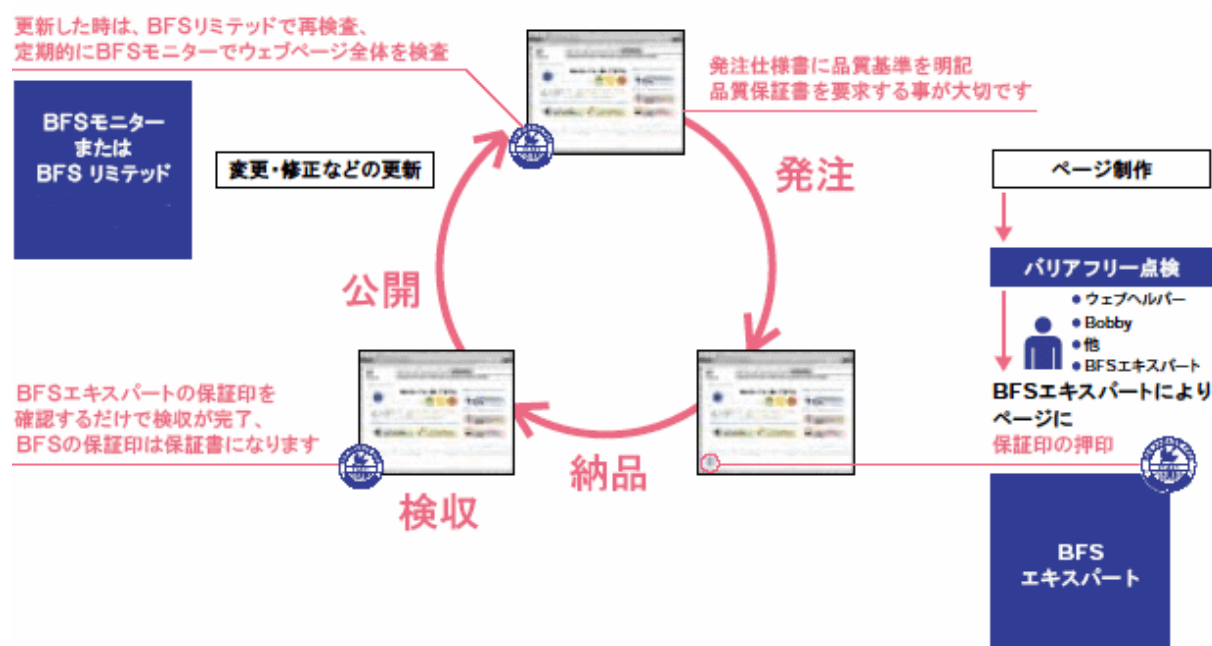 更新した時は、BFSリミテッドで再検査、
定期的にBFSモニターでウェブページ全体を検査
発注仕様書に品質基準を明記
品質保証書を要求する事が大切です
BFSモニター
または
BFS リミテッド
変更・修正などの更新
発注
ページ制作
公開
バリアフリー点検
●ウェブヘルパー
●Bobby
●他
●BFSエキスパート
BFSエキスパートにより
ページに
保証印の押印
BFSエキスパートの保証印を
確認するだけで検収が完了、
BFSの保証印は保証書になります
納品
検収
BFS
エキスパート